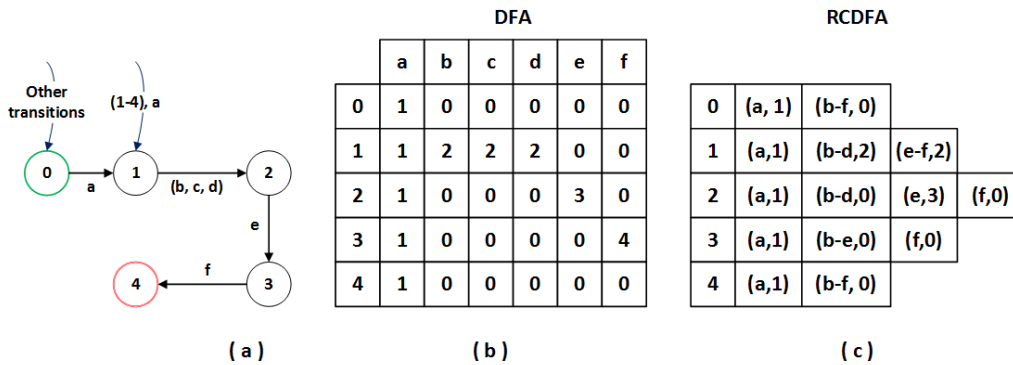 DFA
RCDFA
Other
transitions
(1-4), a
0
a
1
(b, c, d)
2
e
3
f
4
a b c d e f
0 1 0 0 0 0 0
1 1 2 2 2 0 0
2 1 0 0 0 3 0
3 1 0 0 0 0 4
4 1 0 0 0 0 0
0 (a, 1) (b-f, 0)
1 (a,1) (b-d,2) (e-f,2)
2 (a,1) (b-d,0) (e,3) (f,0)
3 (a,1) (b-e,0) (f,0)
4 (a,1) (b-f, 0)
( a )
( b )
( c )